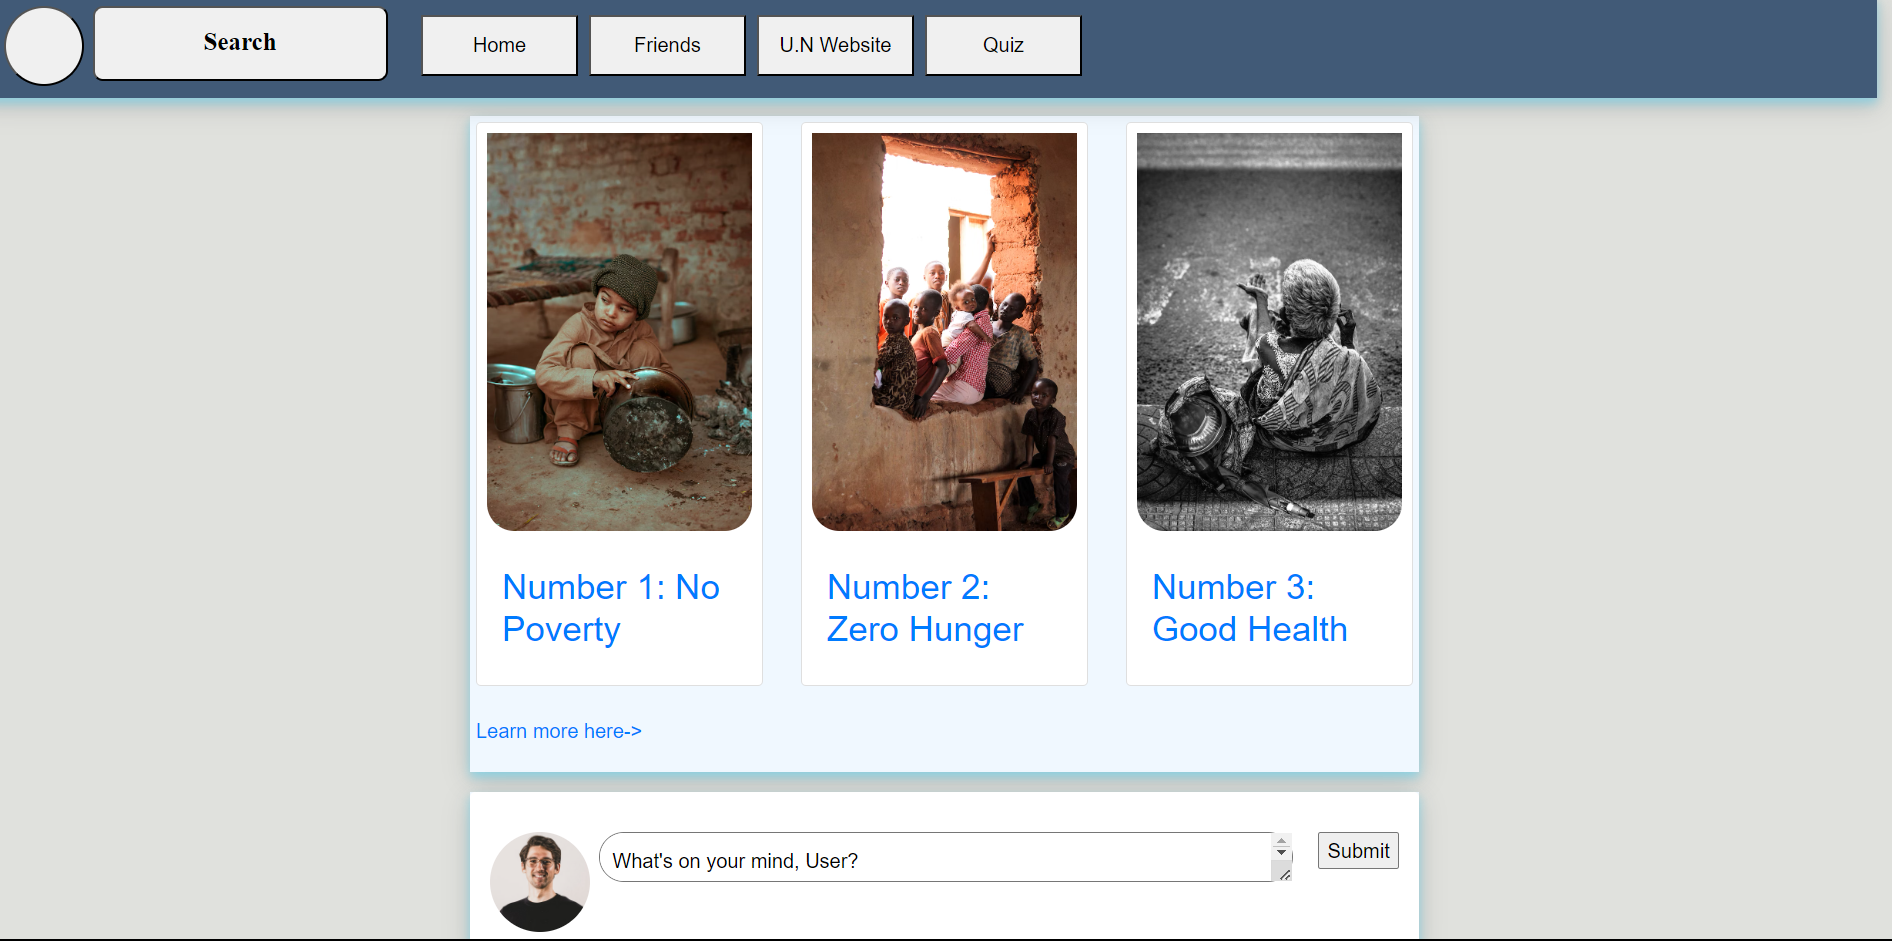 Search
Home
Friends
U.N Website
Quiz
Number 1: No
Poverty
Number 2:
Zero Hunger
Number 3:
Good Health
Learn more here->
What's on your mind, User?
Submit